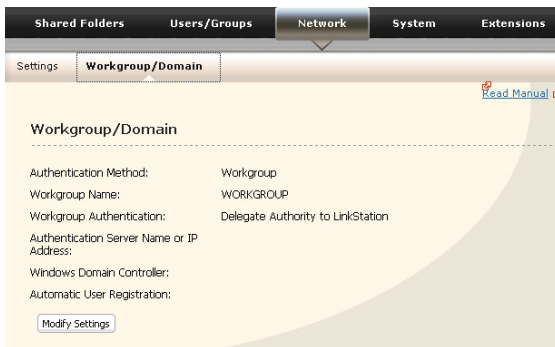 Shared Folders Users/Groups Network System Extensions
Settings Workgroup/Domain
Read Manual
Workgroup/Domain
Authentication Method: Workgroup
Workgroup Name: WORKGROUP
Workgroup Authentication: Delegate Authority to LinkStation
Authentication Server Name or IP
Address:
Windows Domain Controller:
Automatic User Registration:
Modify Settings